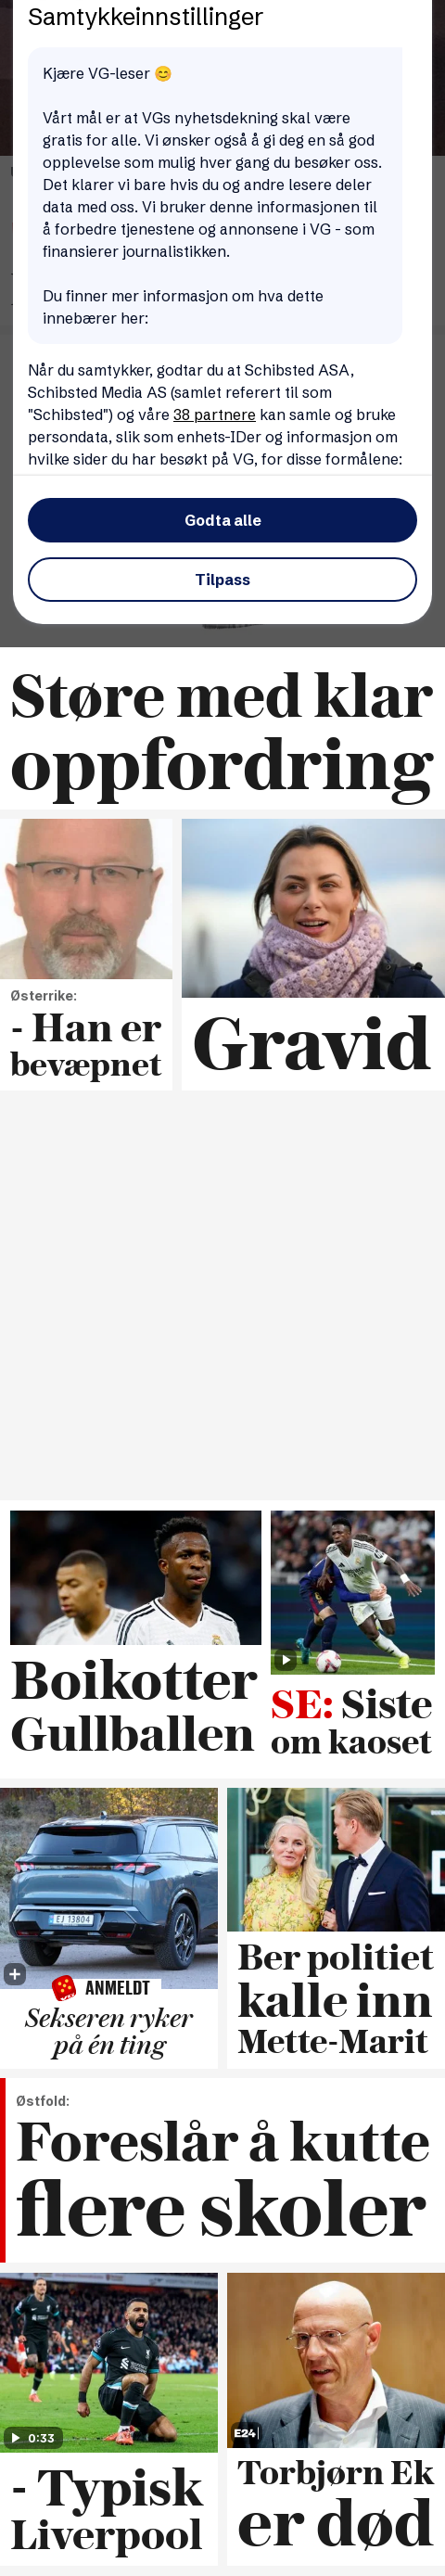 Samtykkeinnstillinger
Kjære VG-leser 😊
Vårt mål er at VGs nyhetsdekning skal være
gratis for alle. Vi ønsker også å gi deg en så god
opplevelse som mulig hver gang du besøker oss.
Det klarer vi bare hvis du og andre lesere deler
data med oss. Vi bruker denne informasjonen til
å forbedre tjenestene og annonsene i VG - som
finansierer journalistikken.
Du finner mer informasjon om hva dette
innebærer her:
Når du samtykker, godtar du at Schibsted ASA,
Schibsted Media AS (samlet referert til som
"Schibsted") og våre 38 partnere kan samle og bruke
persondata, slik som enhets-IDer og informasjon om
hvilke sider du har besøkt på VG, for disse formålene:
Godta alle
Tilpass
Støre med klar
oppfordring
Østerrike:
- Han er
bevæpnet
Gravid
Boikotter
Gullballen
SE: Siste
om kaoset
EJ 13804
ANMELDT
Sekseren ryker
på én ting
Ber politiet
kalle inn
Mette-Marit
Østfold:
Foreslår å kutte
flere skoler
0:33
- Typisk
Liverpool
E24
Torbjørn Ek
er død